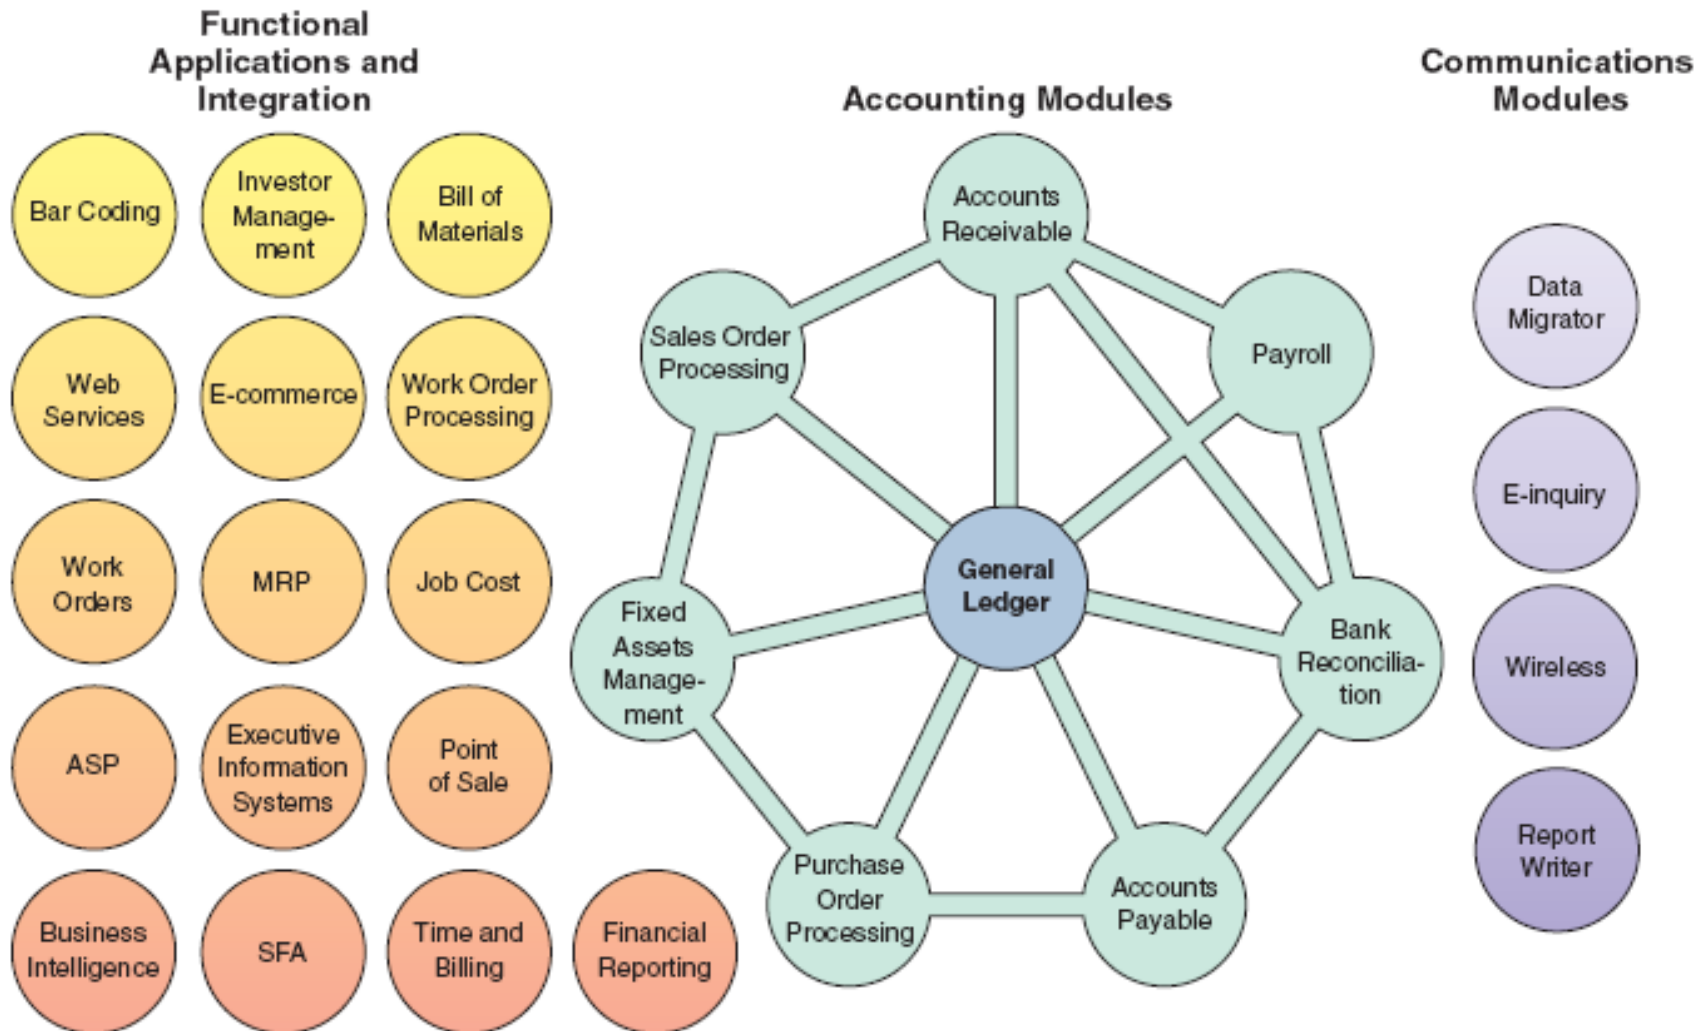 Functional
Applications and
Integration
Accounting Modules
Communications
Modules
Bar Coding
Investor
Manage-
ment
Bill of
Materials
Web
Services
E-commerce
Work Order
Processing
Work
Orders
MRP
Job Cost
ASP
Executive
Information
Systems
Point
of Sale
Business
Intelligence
SFA
Time and
Billing
Financial
Reporting
Accounts
Receivable
Sales Order
Processing
Payroll
General
Ledger
Fixed
Assets
Manage-
ment
Bank
Reconcilia-
tion
Purchase
Order
Processing
Accounts
Payable
Data
Migrator
E-inquiry
Wireless
Report
Writer